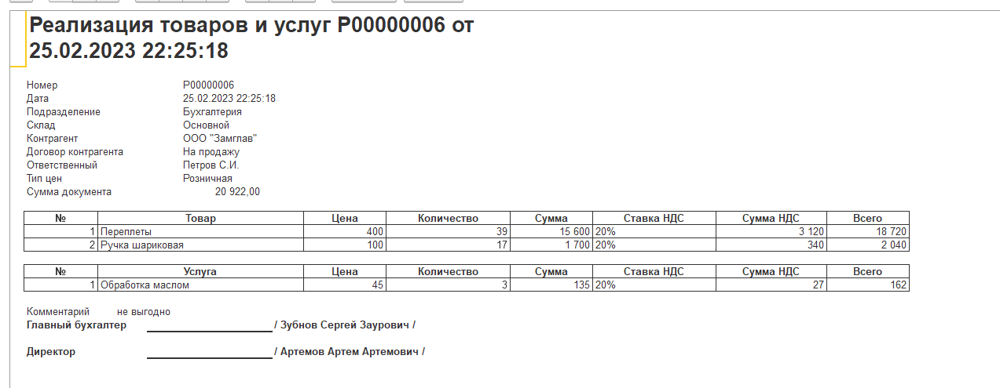 Реализация товаров и услуг Р00000006 от
25.02.2023 22:25:18
Номер Р00000006
Дата 25.02.2023 22:25:18
Подразделение Бухгалтерия
Склад Основной
Контрагент ООО "Замглав"
Договор контрагента На продажу
Ответственный Петров С.И.
Тип цен Розничная
Сумма документа 20 922,00
№ Товар Цена Количество Сумма Ставка НДС Сумма НДС Всего
1 Переплеты 400 39 15 600 20% 3 120 18 720
2 Ручка шариковая 100 17 1 700 20% 340 2 040
№ Услуга Цена Количество Сумма Ставка НДС Сумма НДС Всего
1 Обработка маслом 45 3 135 20% 27 162
Комментарий не выгодно
Главный бухгалтер / Зубнов Сергей Заурович /
Директор / Артемов Артем Артемович /